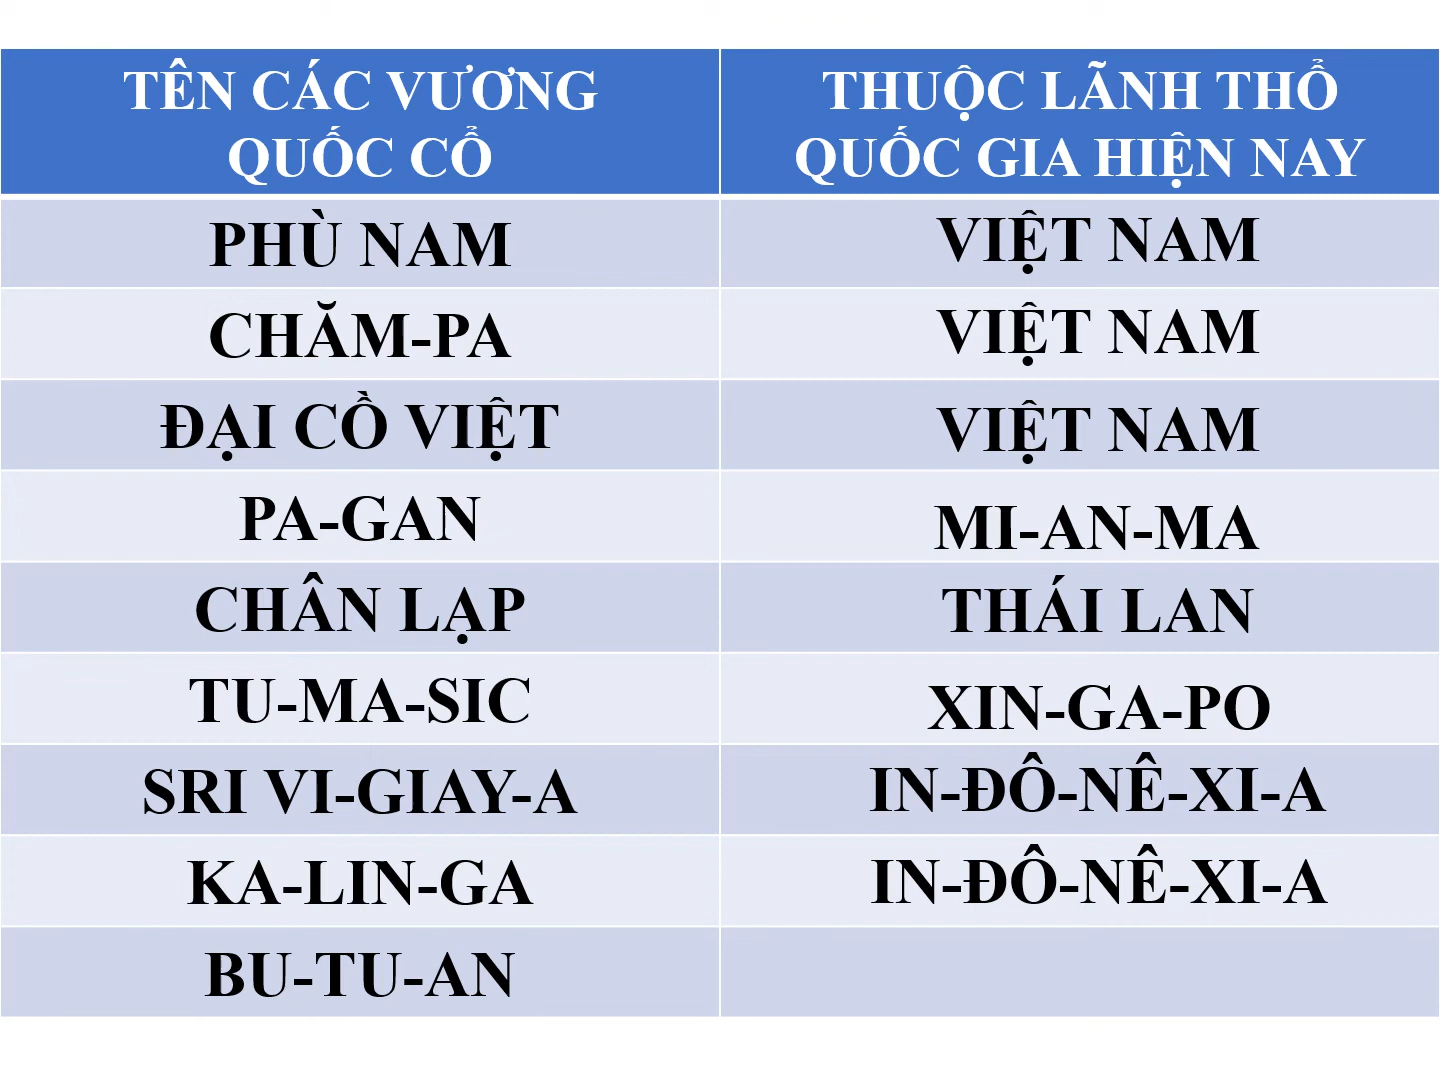 TÊN CÁC VƯƠNG
QUỐC CỔ
THUỘC LÃNH THỔ
QUỐC GIA HIỆN NAY
PHÙ NAM
VIỆT NAM
CHĂM-PA
VIỆT NAM
ĐẠI CỒ VIỆT
VIỆT NAM
PA-GAN
MI-AN-MA
CHÂN LẠP
THÁI LAN
TU-MA-SIC
XIN-GA-PO
SRI VI-GIAY-A
IN-ĐÔ-NÊ-XI-A
KA-LIN-GA
IN-ĐÔ-NÊ-XI-A
BU-TU-AN